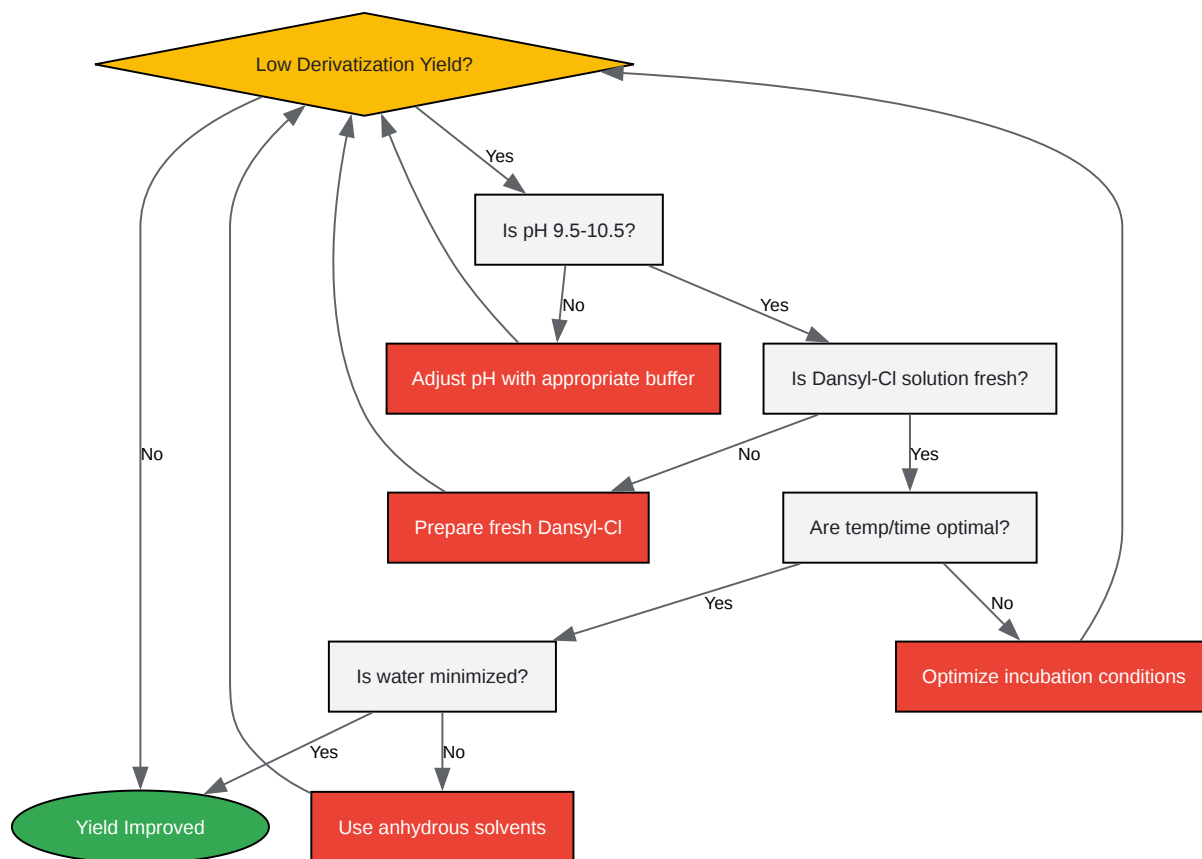 Low Derivatization Yield?
Yes
Is pH 9.5-10.5?
No
Yes
Adjust pH with appropriate buffer
Is Dansyl-Cl solution fresh?
No
No
Yes
Prepare fresh Dansyl-Cl
Are temp/time optimal?
Yes
No
Is water minimized?
Optimize incubation conditions
Yes
No
Yield Improved
Use anhydrous solvents